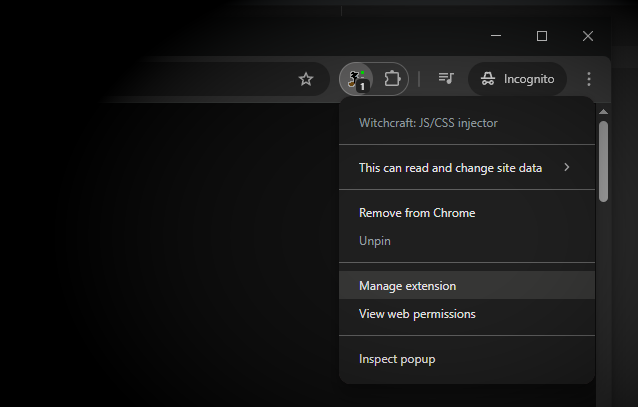 1
Incognito
Witchcraft: JS/CSS injector
This can read and change site data
Remove from Chrome
Unpin
Manage extension
View web permissions
Inspect popup